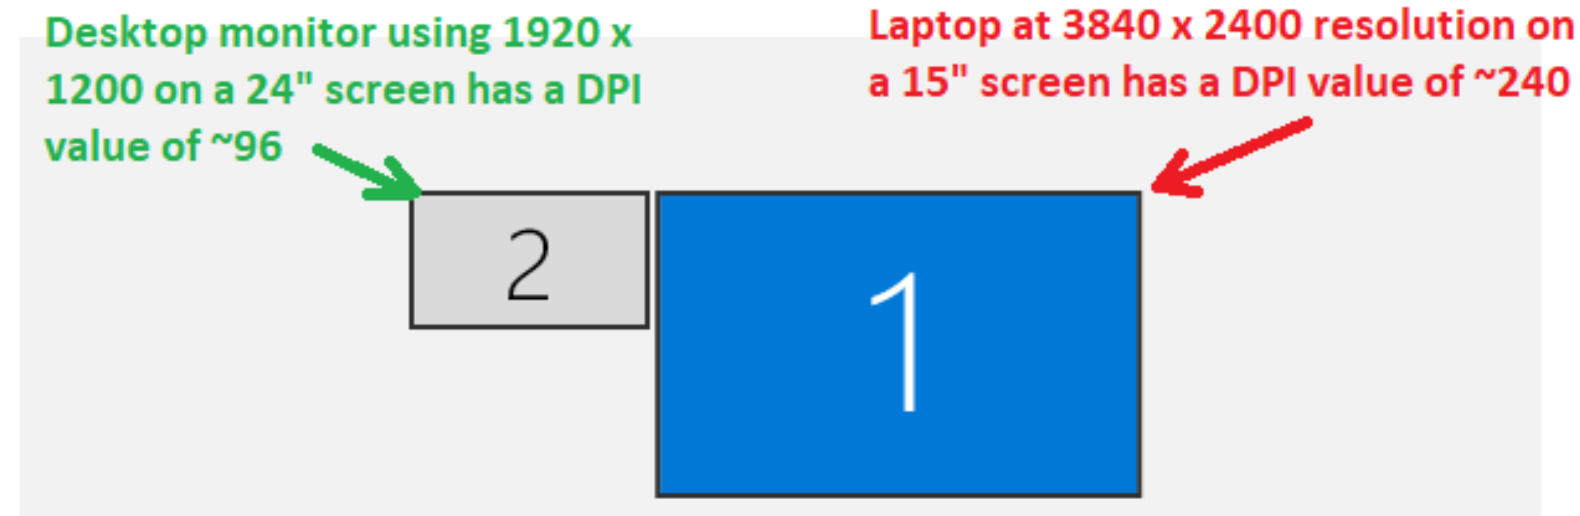 Desktop monitor using 1920 x
1200 on a 24" screen has a DPI
value of ~96
Laptop at 3840 x 2400 resolution on
a 15" screen has a DPI value of ~240
2
1